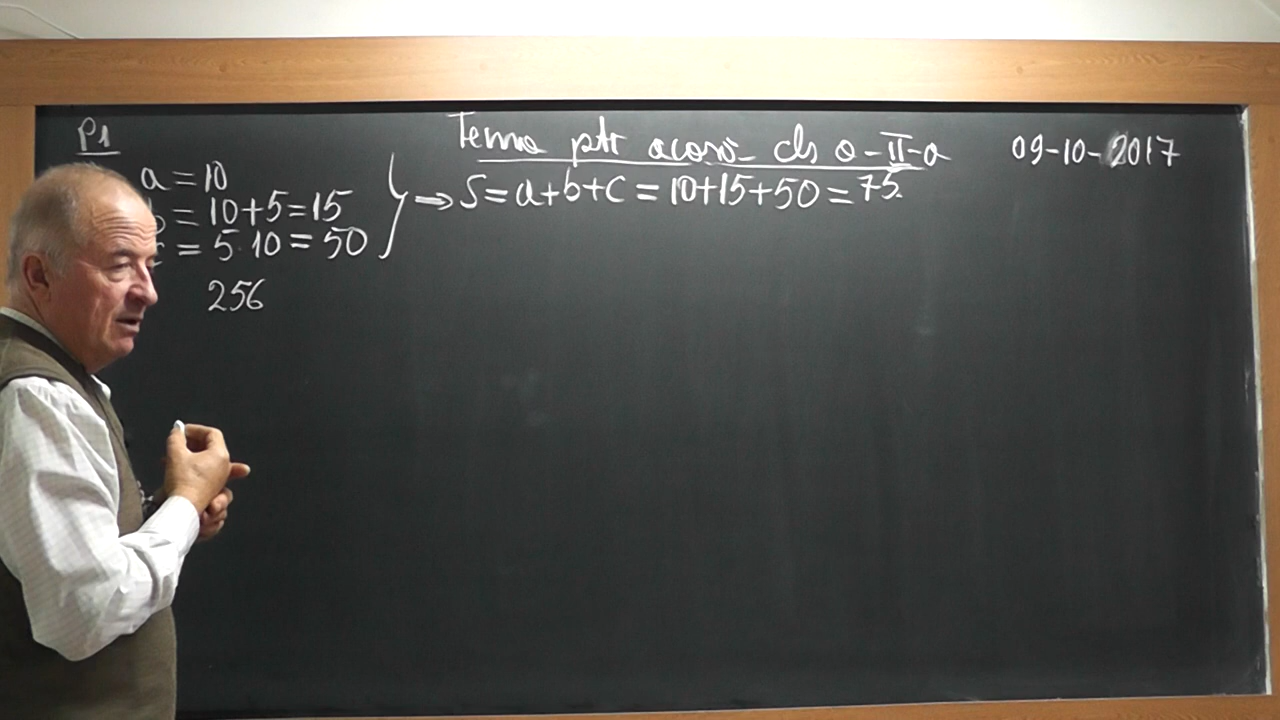 P1
Tema ptr acasă cls a-II-a 09-10-2017
a = 10
= 10+5=15
= 5·10 = 50
} ⇒ S = a+b+c = 10+15+50 = 75.
256